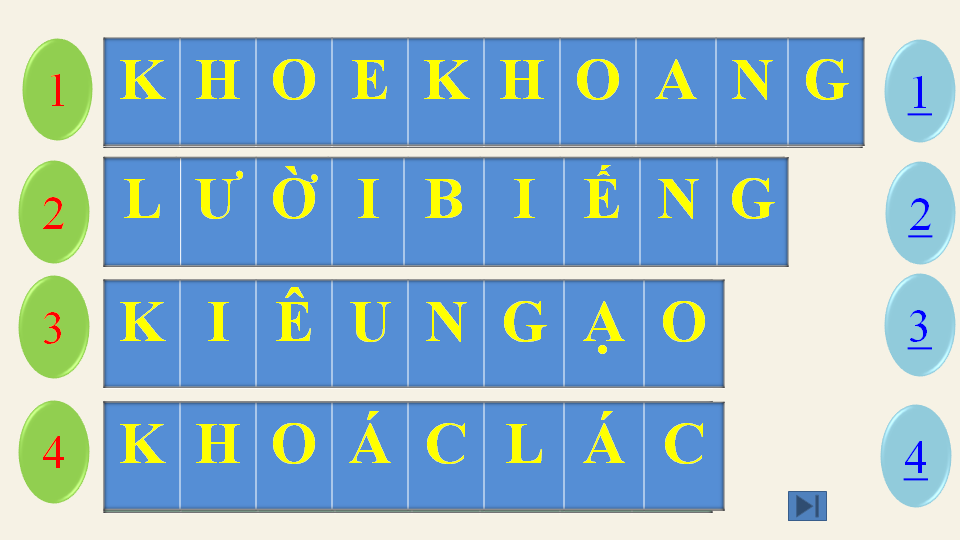 1 K H O E K H O A N G 1
2 L Ư Ờ I B I Ế N G 2
3 K I Ê U N G Ạ O 3
4 K H O Á C L Á C 4